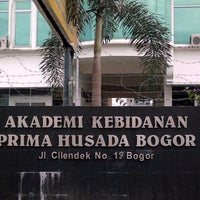 AKADEMI KEBIDANAN
PRIMA HUSADA BOGOR
Jl Cilendek No. 19 Bogor